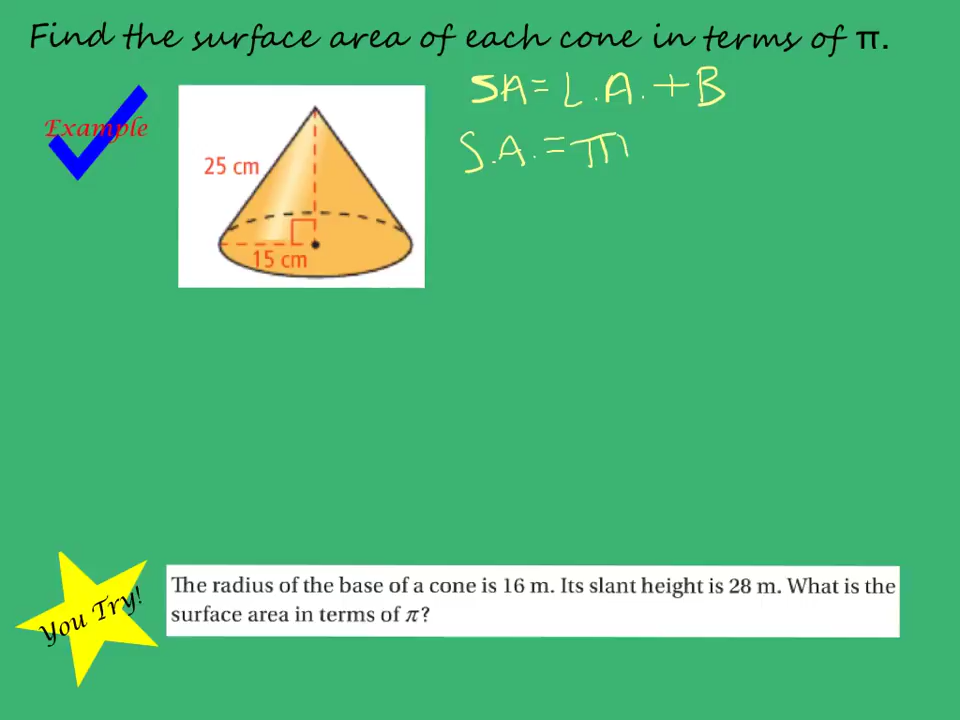 Find the surface area of each cone in terms of π.
SA = L.A. + B
Example
S.A. = π
25 cm
15 cm
You Try!
The radius of the base of a cone is 16 m. Its slant height is 28 m. What is the
surface area in terms of π?